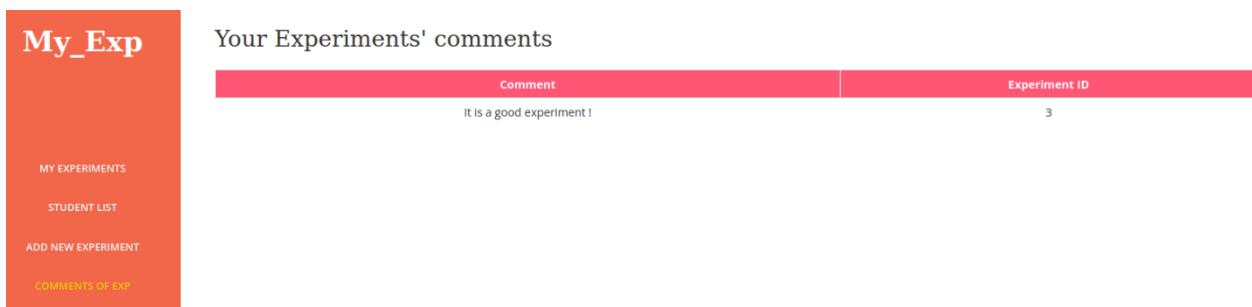 My_Exp
MY EXPERIMENTS
STUDENT LIST
ADD NEW EXPERIMENT
COMMENTS OF EXP
Your Experiments' comments
Comment Experiment ID
It is a good experiment ! 3